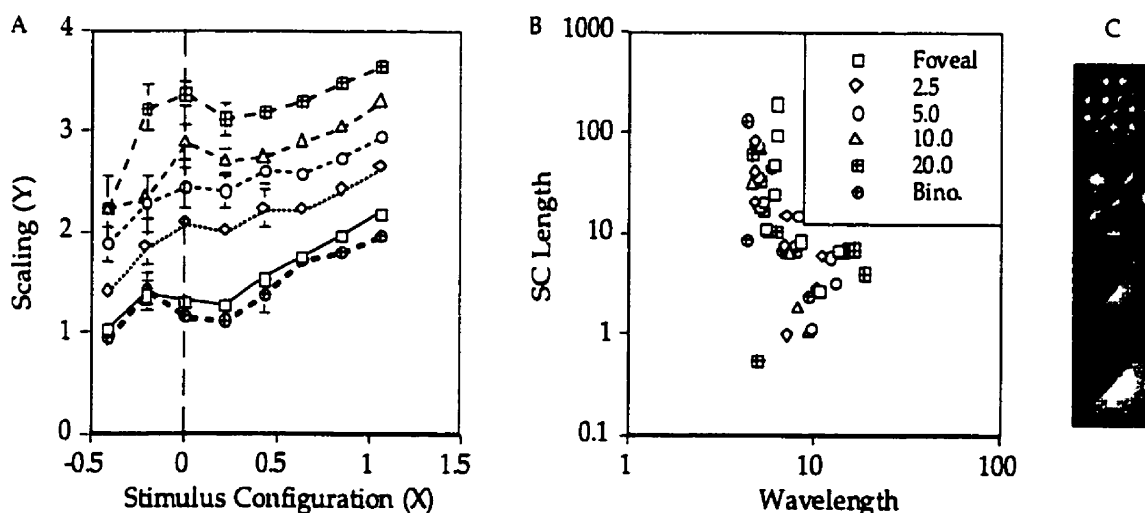 A
4
3
2
1
0
-0.5
0
0.5
1
1.5
Scaling (Y)
Stimulus Configuration (X)
B
1000
100
10
1
0.1
1
10
100
SC Length
Wavelength
Foveal
2.5
5.0
10.0
20.0
Bino.
C